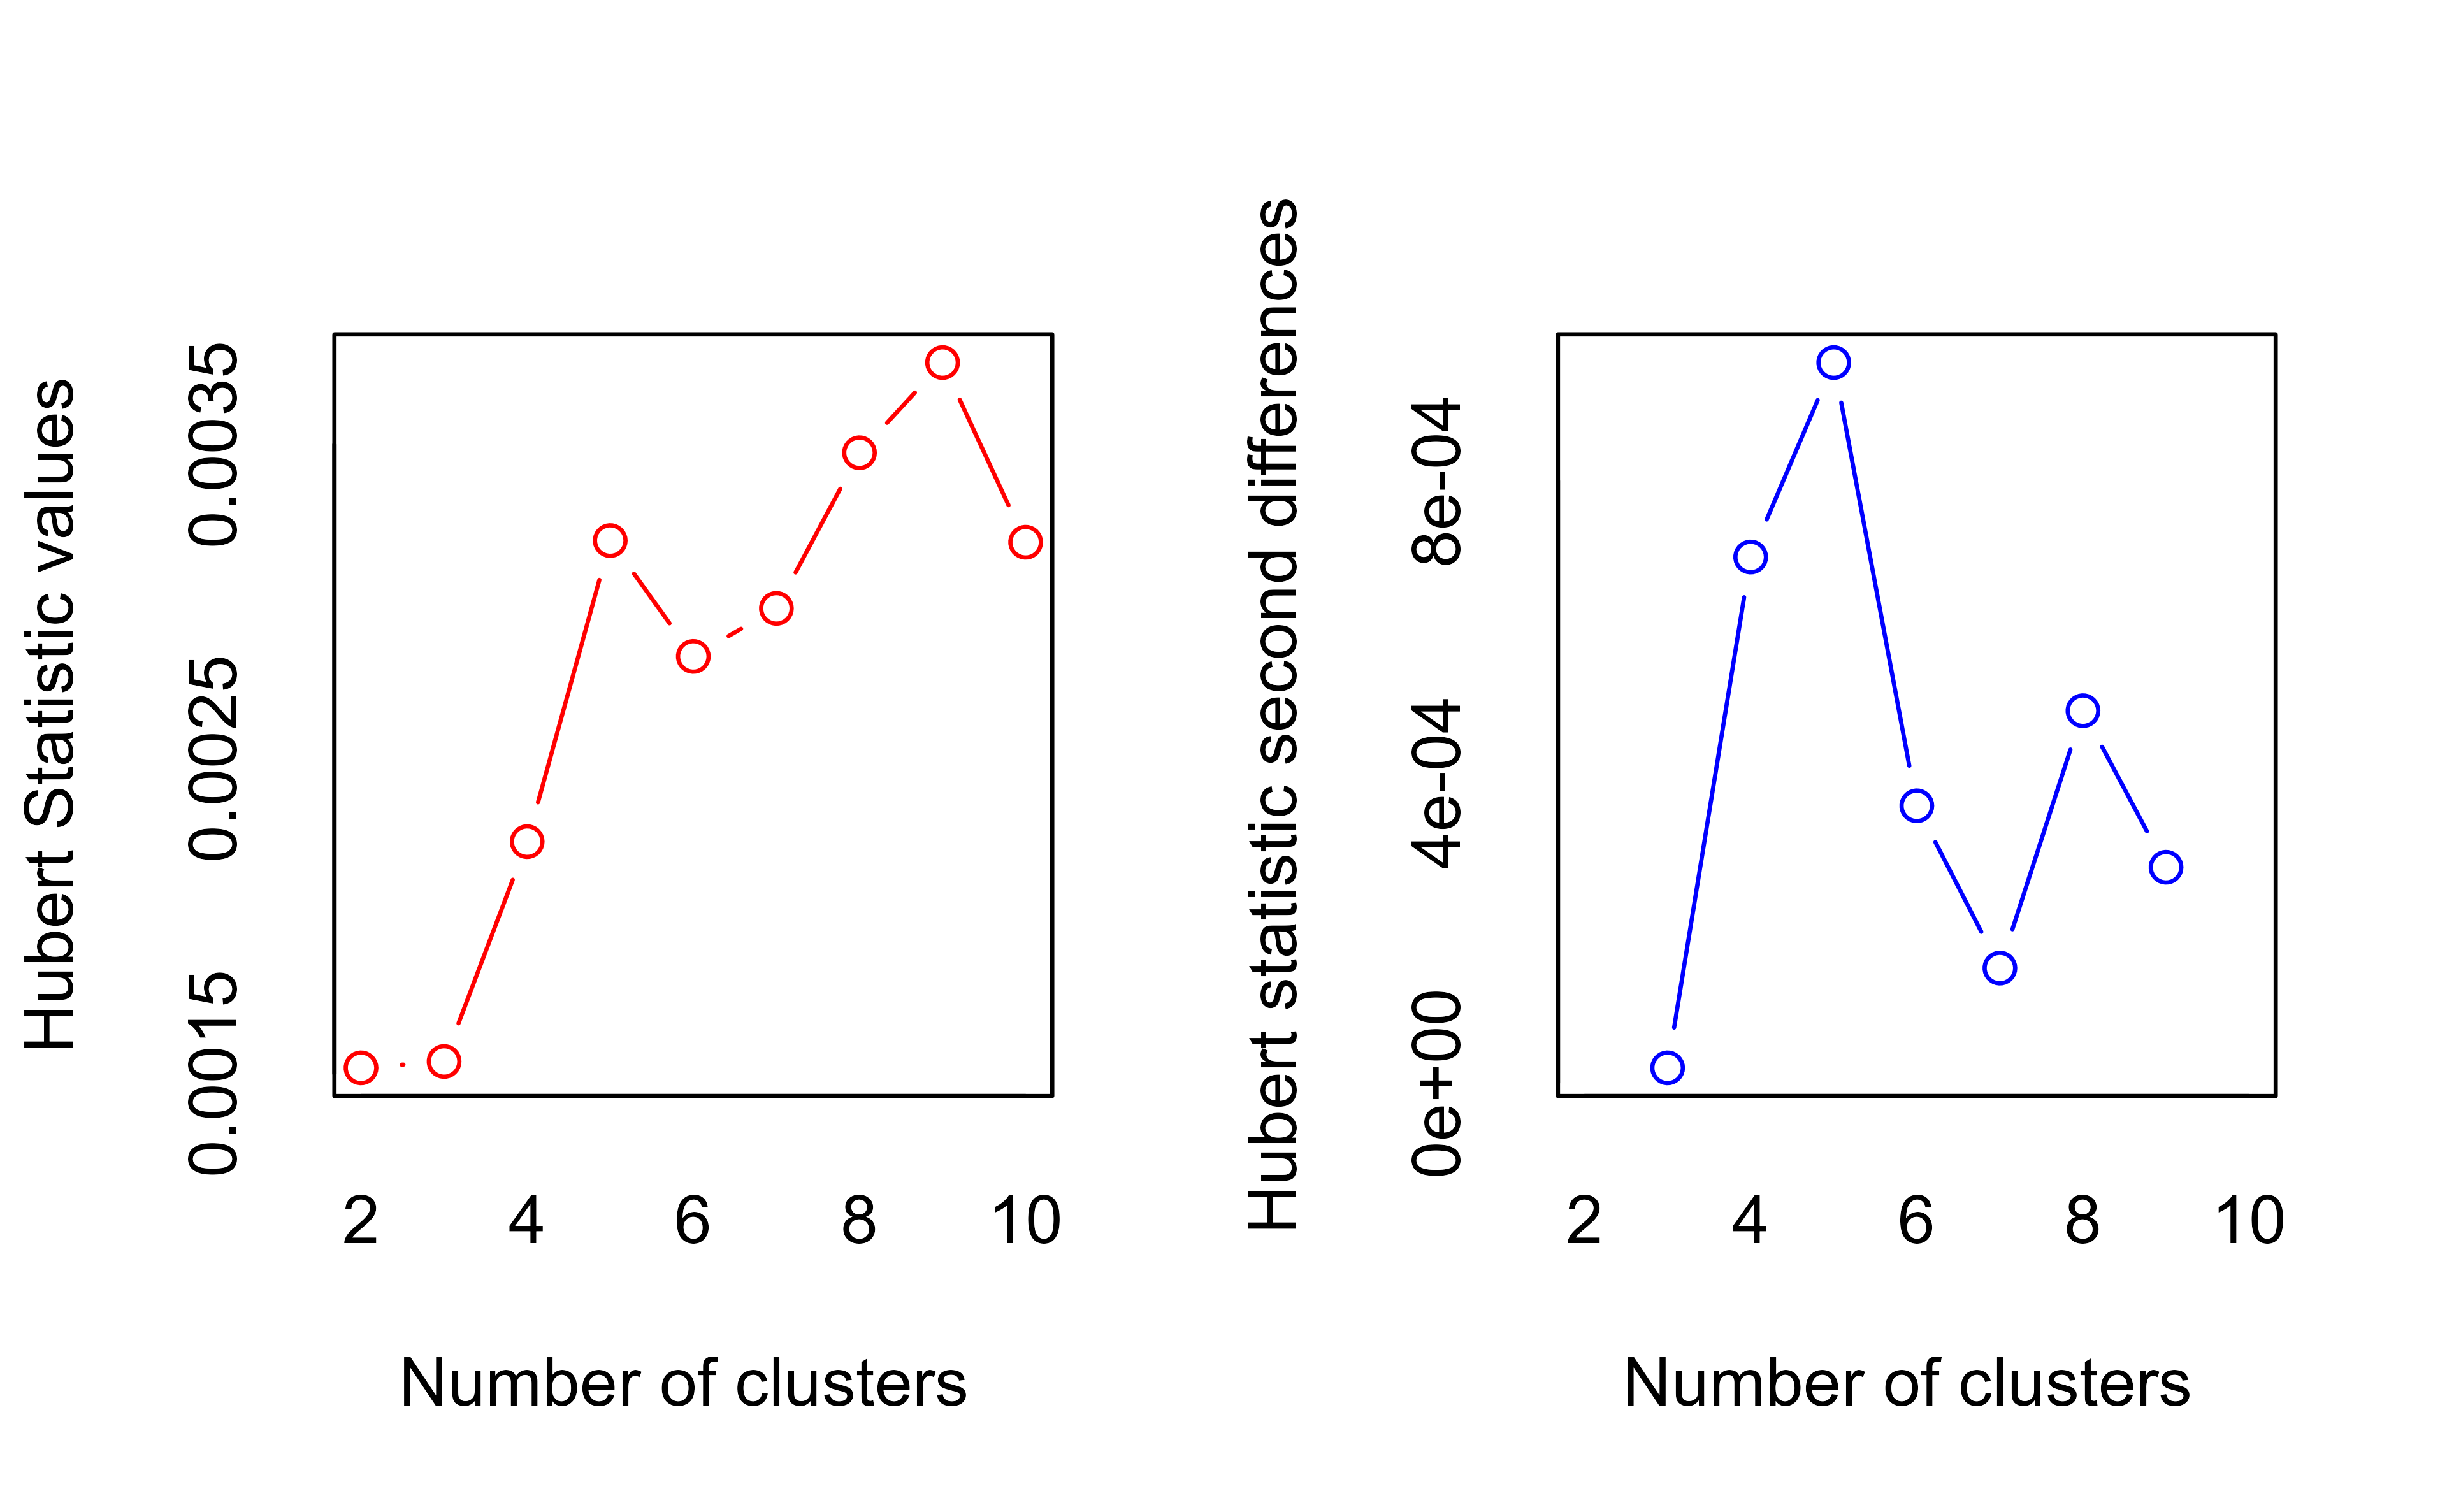 Hubert Statistic values
0.0015 0.0025 0.0035
2 4 6 8 10
Number of clusters
Hubert statistic second differences
0e+00 4e-04 8e-04
2 4 6 8 10
Number of clusters